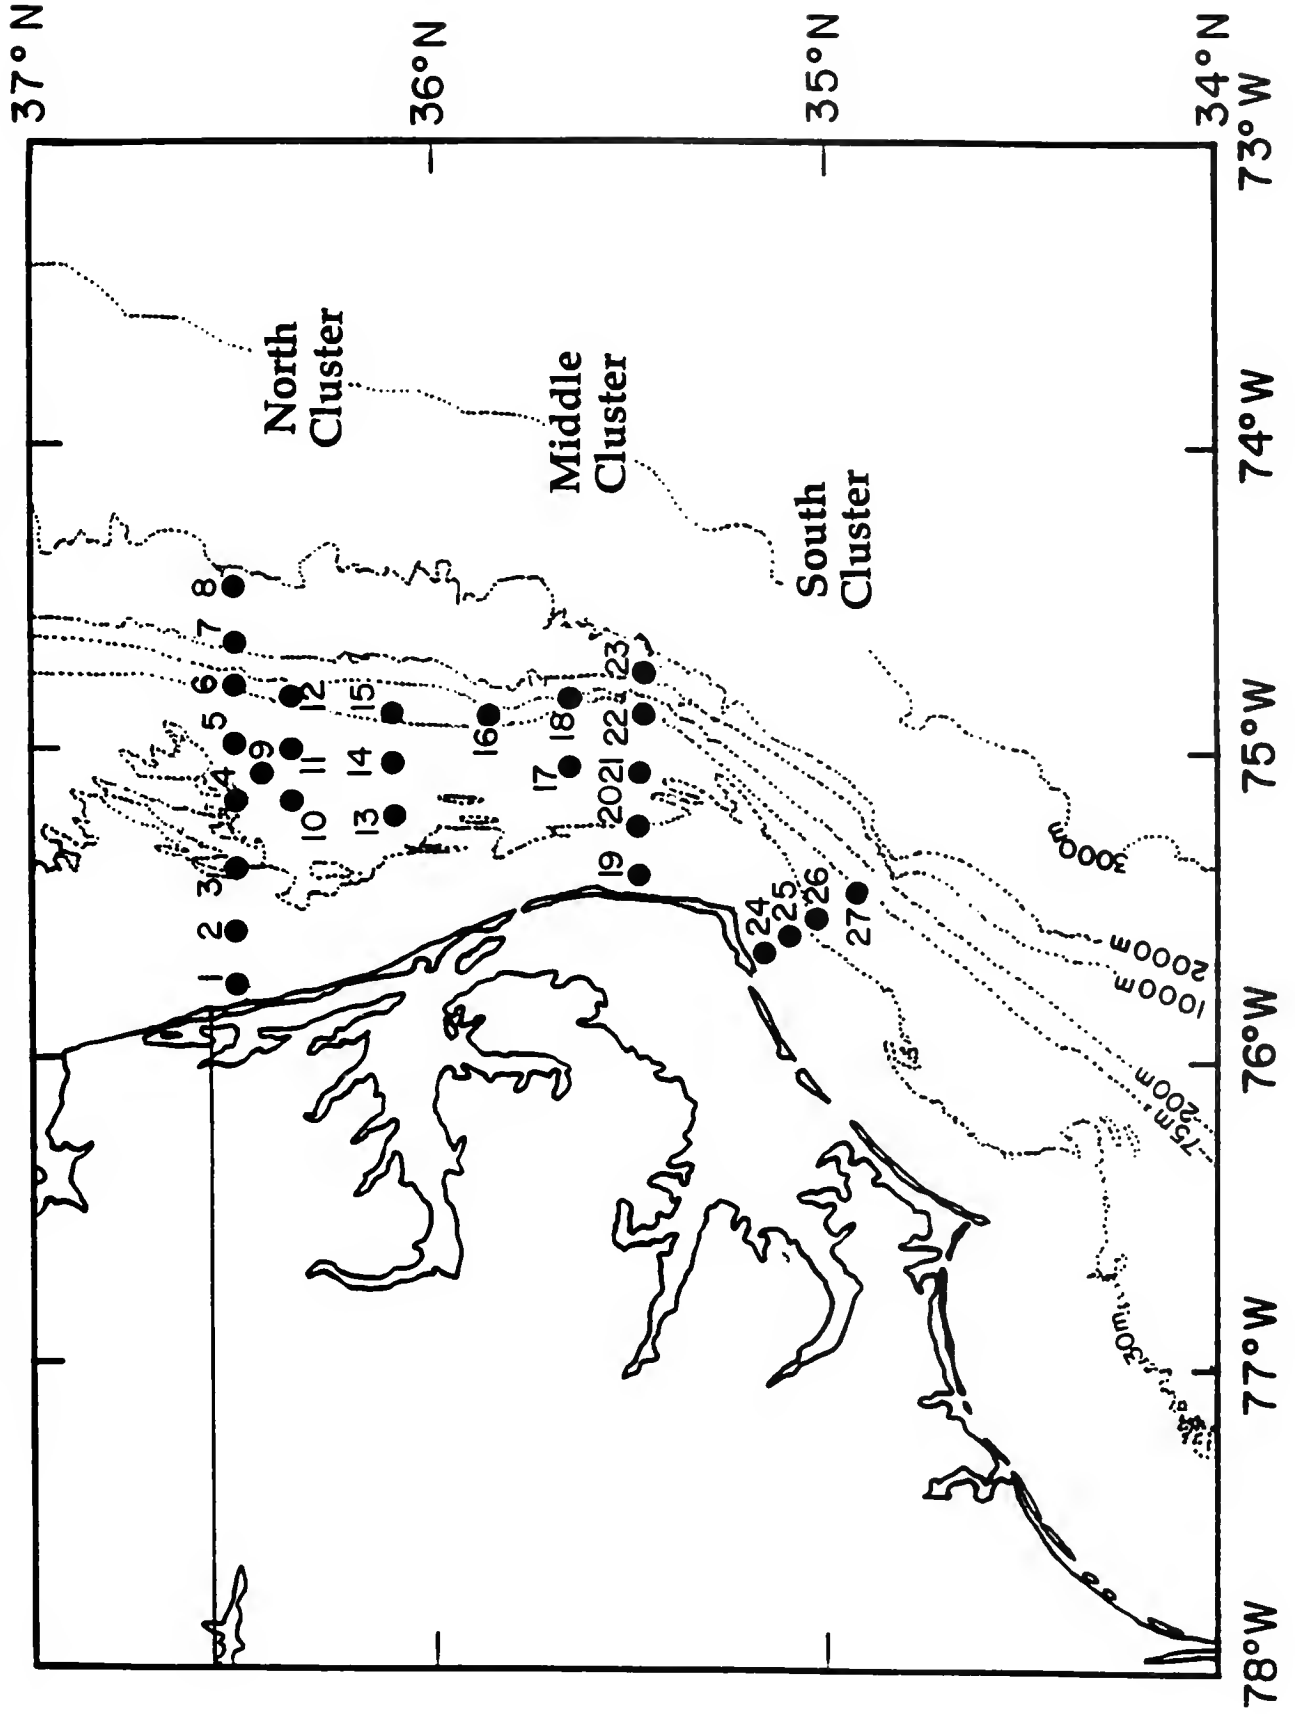 37° N
36°N
35°N
34°N
73°W
74°W
75°W
76°W
77°W
78°W
North
Cluster
Middle
Cluster
South
Cluster
1
2
3
4
5
6
7
8
9
10
11
12
13
14
15
16
17
18
19
20
21
22
23
24
25
26
27
30m
75m
200m
1000m
2000m
3000m